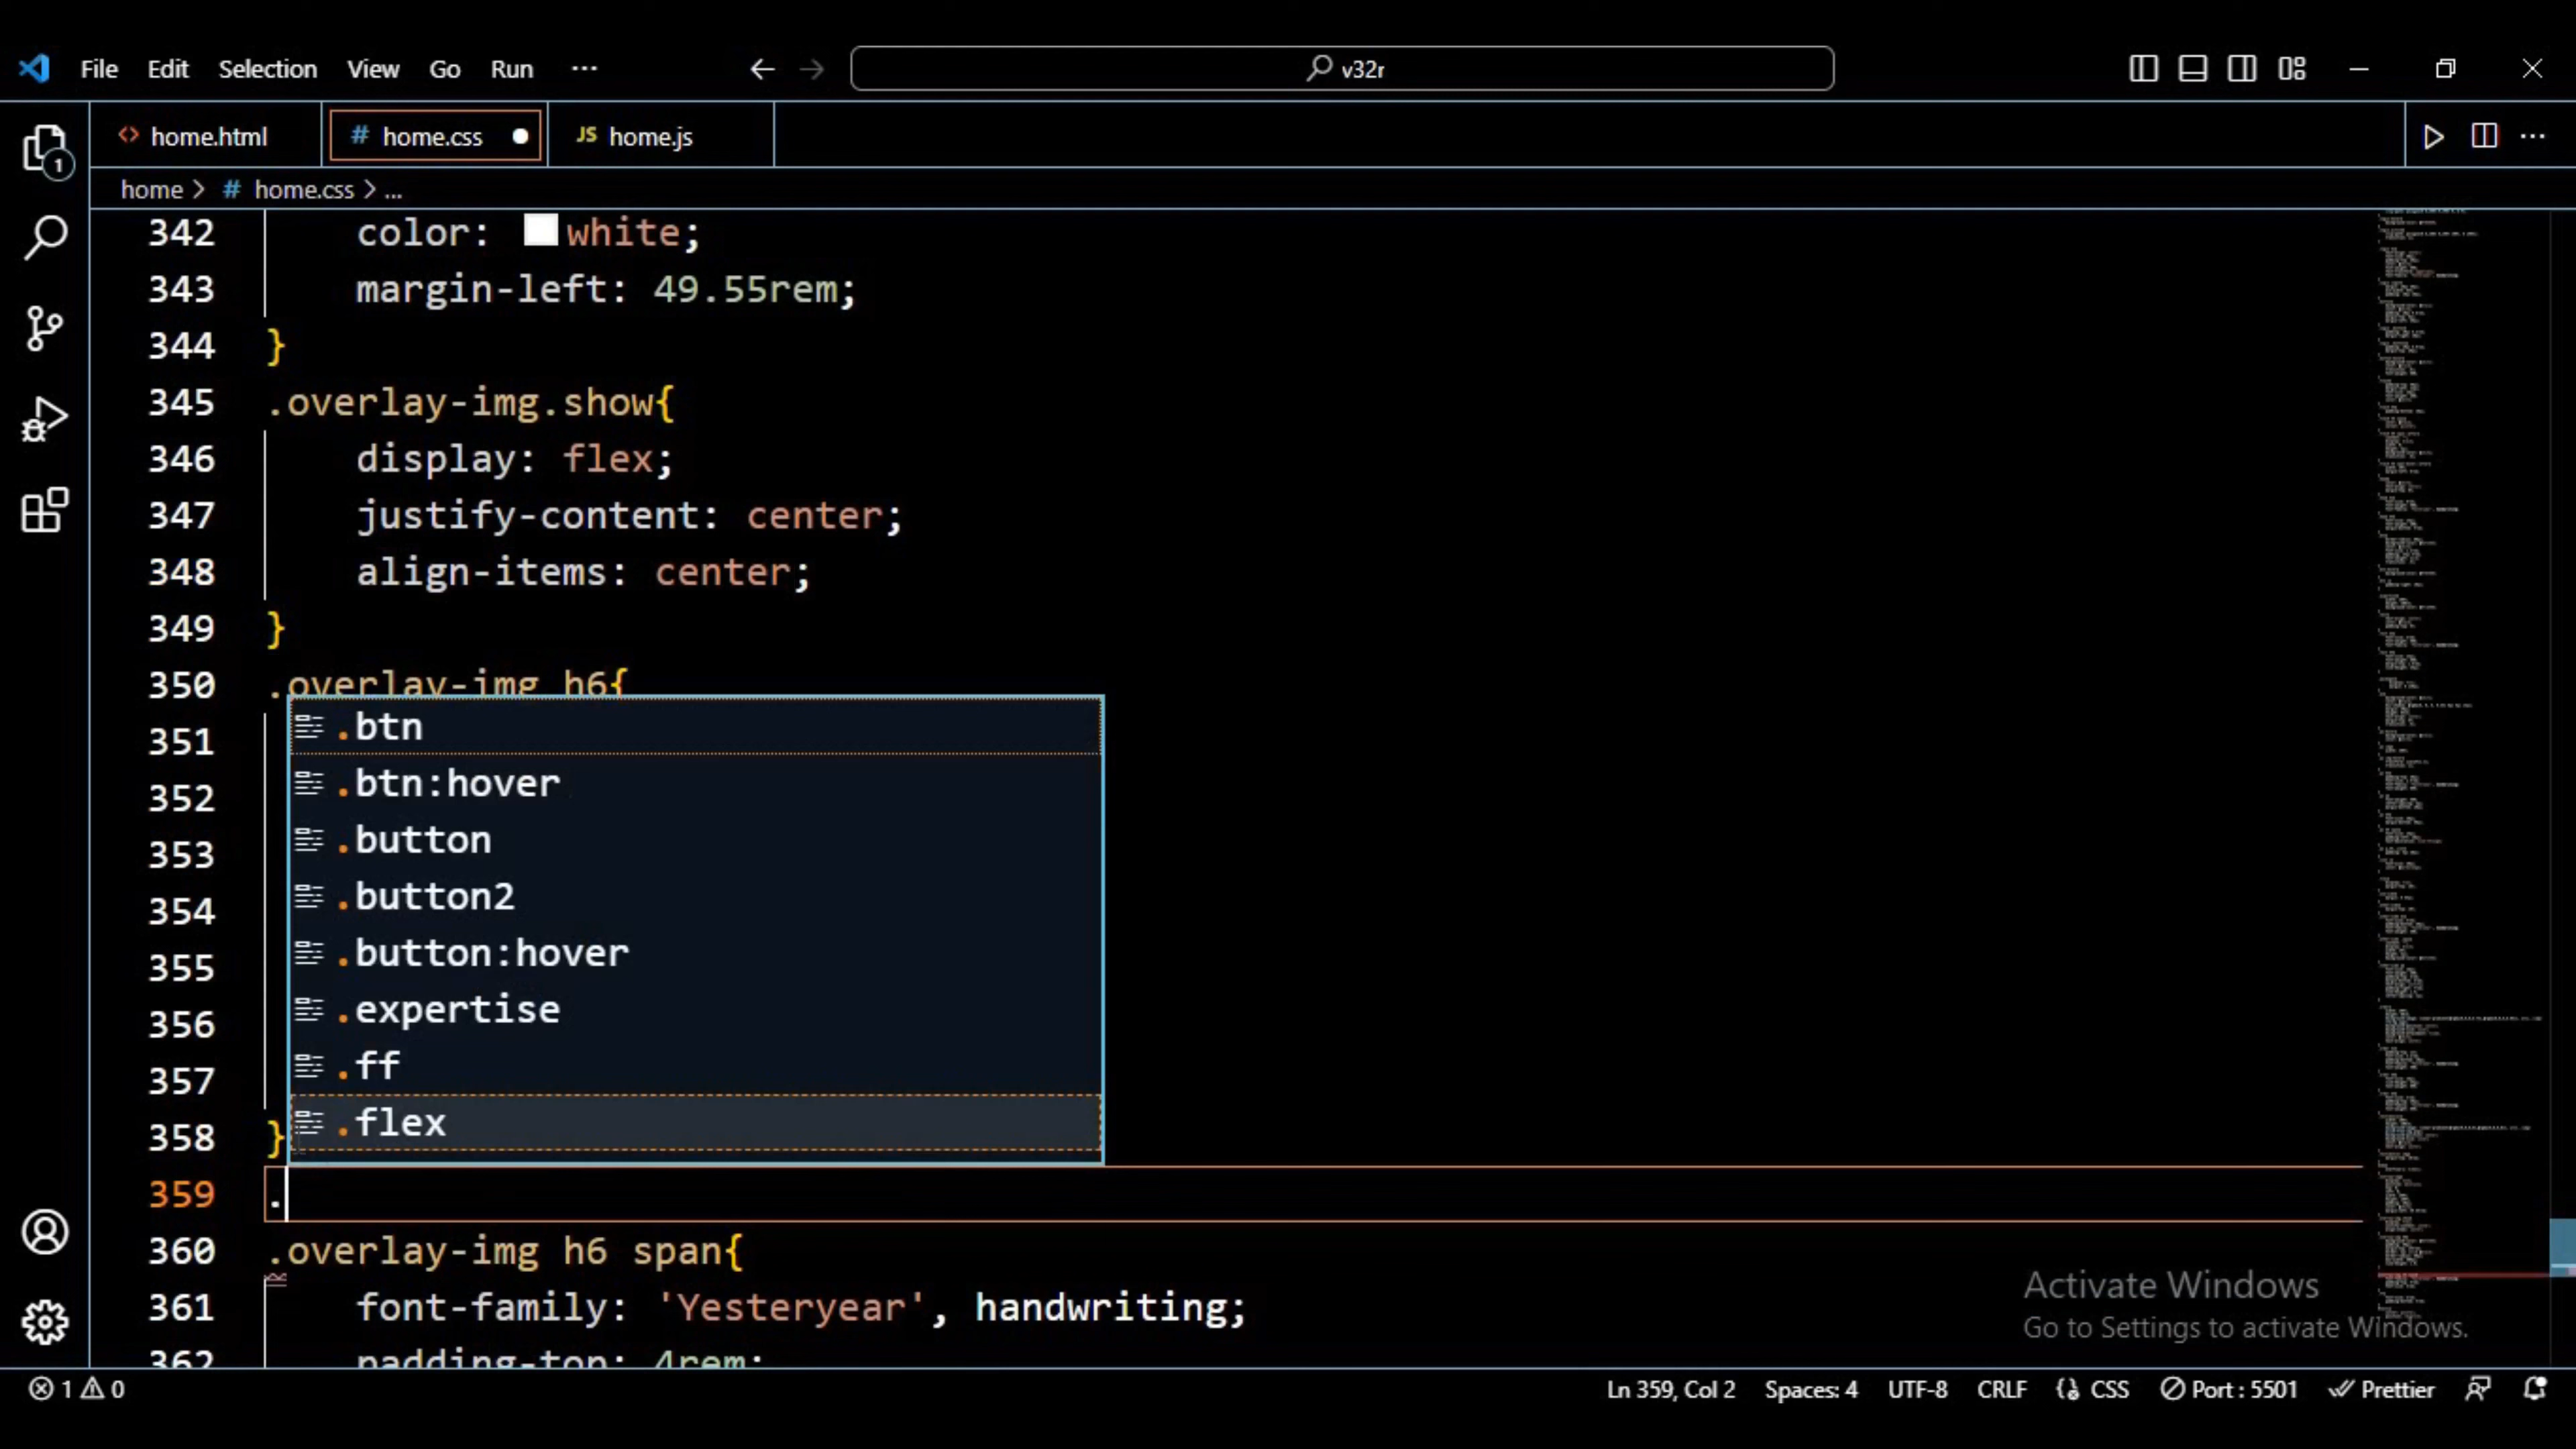 File Edit Selection View Go Run ···
v32r
home.html
home.css
JS home.js
1
home > # home.css > ...
342 color: white;
343 margin-left: 49.55rem;
344 }
345 .overlay-img.show{
346 display: flex;
347 justify-content: center;
348 align-items: center;
349 }
350 .overlay-img h6{
351
352
353
354
355
356
357
358 }
.btn
.btn:hover
.button
.button2
.button:hover
.expertise
.ff
.flex
359 .
360 .overlay-img h6 span{
361 font-family: 'Yesteryear', handwriting;
362 padding-top: 4rem;
Activate Windows
Go to Settings to activate Windows.
1 0 Ln 359, Col 2 Spaces: 4 UTF-8 CRLF CSS Port : 5501 Prettier